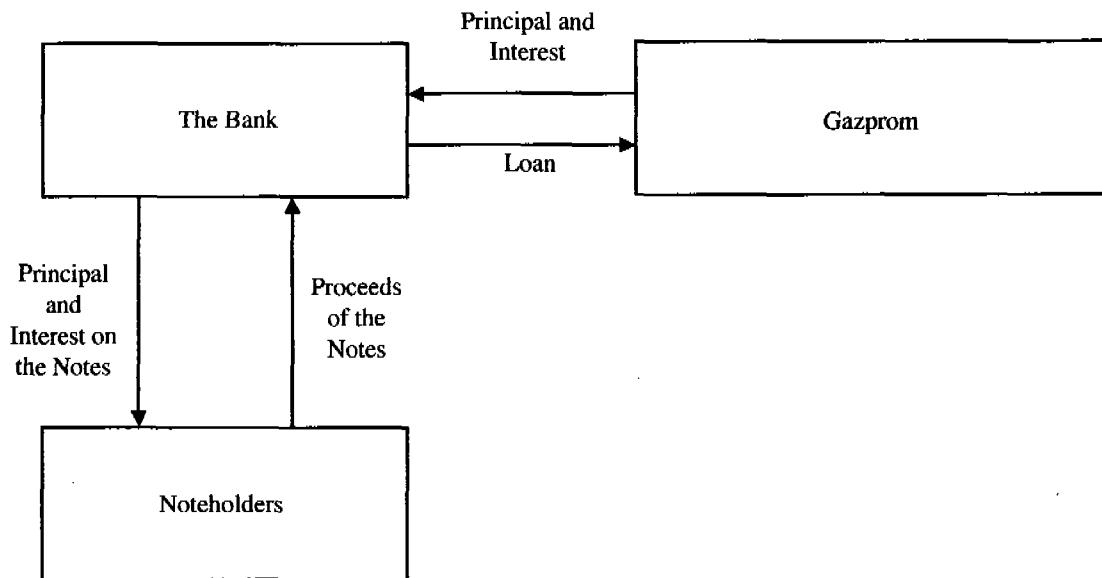 Principal and
Interest
The Bank
Gazprom
Loan
Principal
and
Interest on
the Notes
Proceeds
of the
Notes
Noteholders